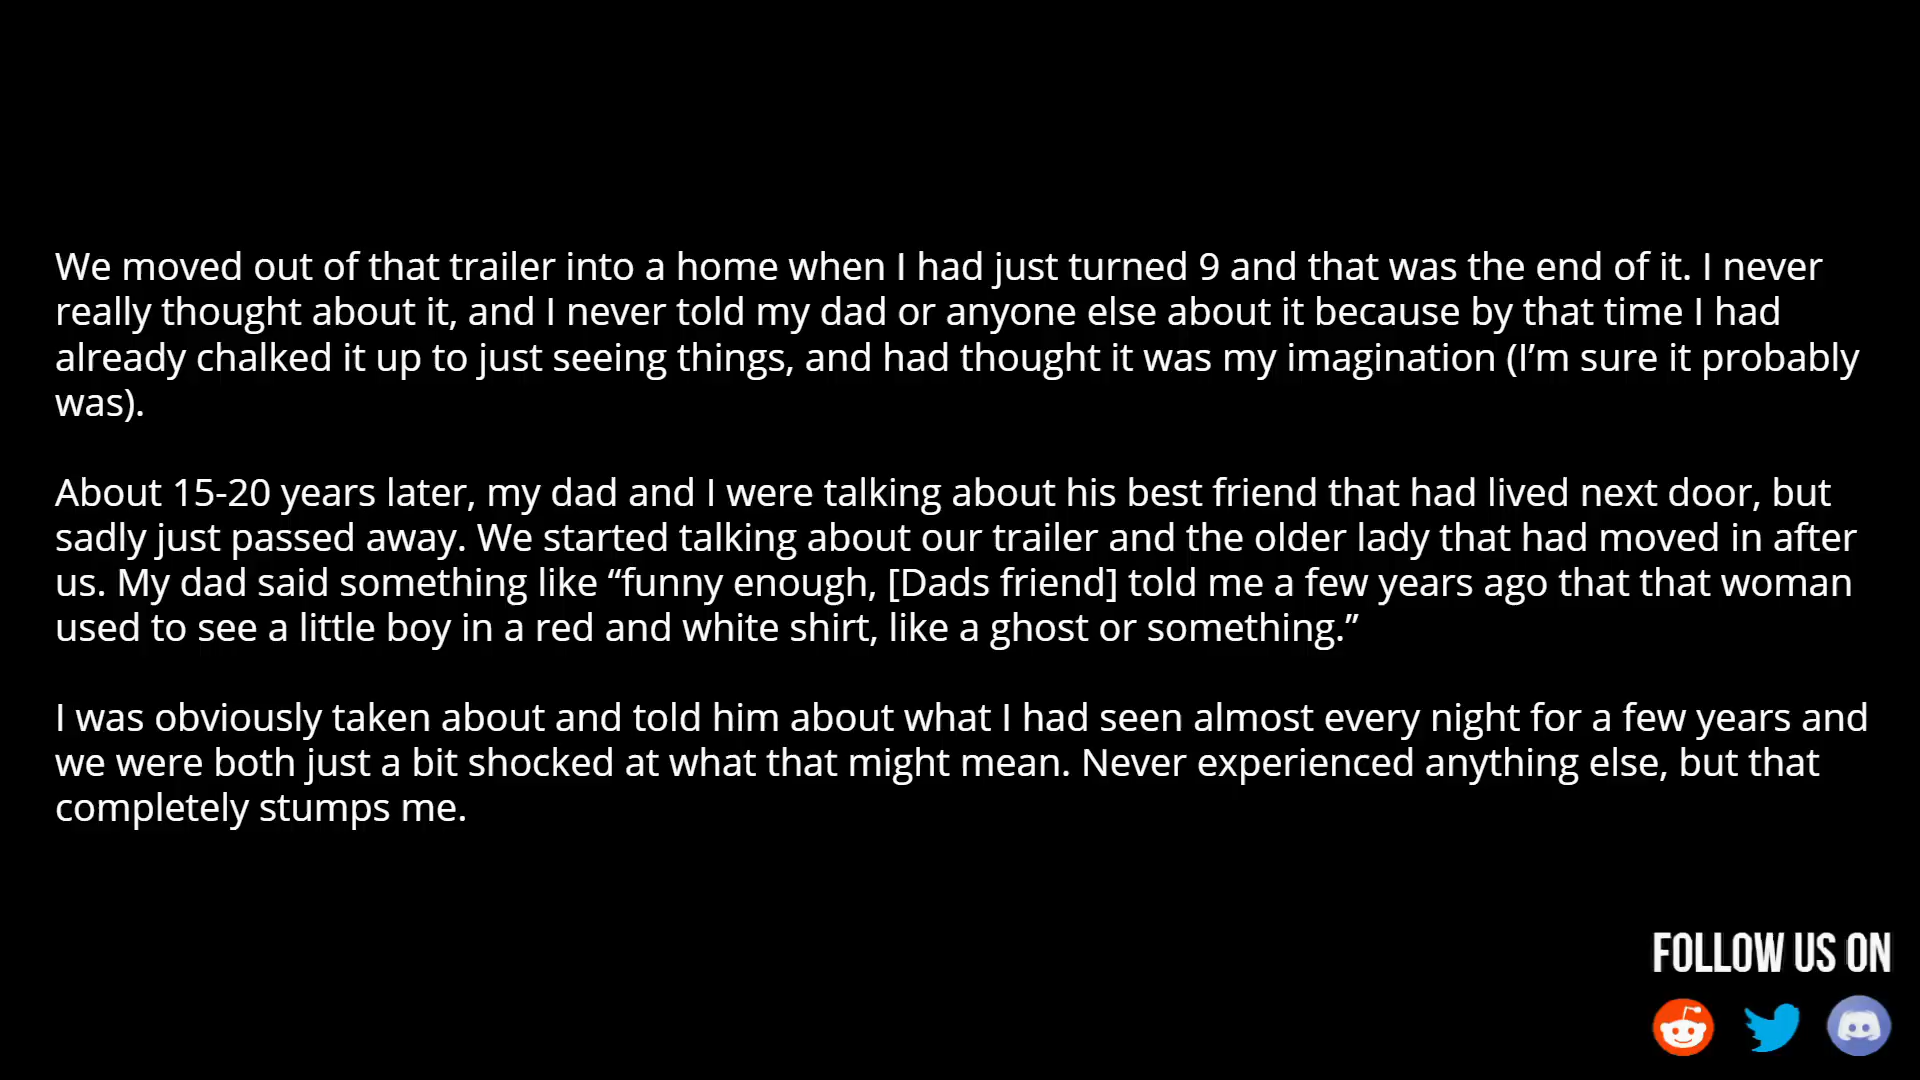 We moved out of that trailer into a home when I had just turned 9 and that was the end of it. I never
really thought about it, and I never told my dad or anyone else about it because by that time I had
already chalked it up to just seeing things, and had thought it was my imagination (I’m sure it probably
was).
About 15-20 years later, my dad and I were talking about his best friend that had lived next door, but
sadly just passed away. We started talking about our trailer and the older lady that had moved in after
us. My dad said something like “funny enough, [Dads friend] told me a few years ago that that woman
used to see a little boy in a red and white shirt, like a ghost or something.”
I was obviously taken about and told him about what I had seen almost every night for a few years and
we were both just a bit shocked at what that might mean. Never experienced anything else, but that
completely stumps me.
FOLLOW US ON